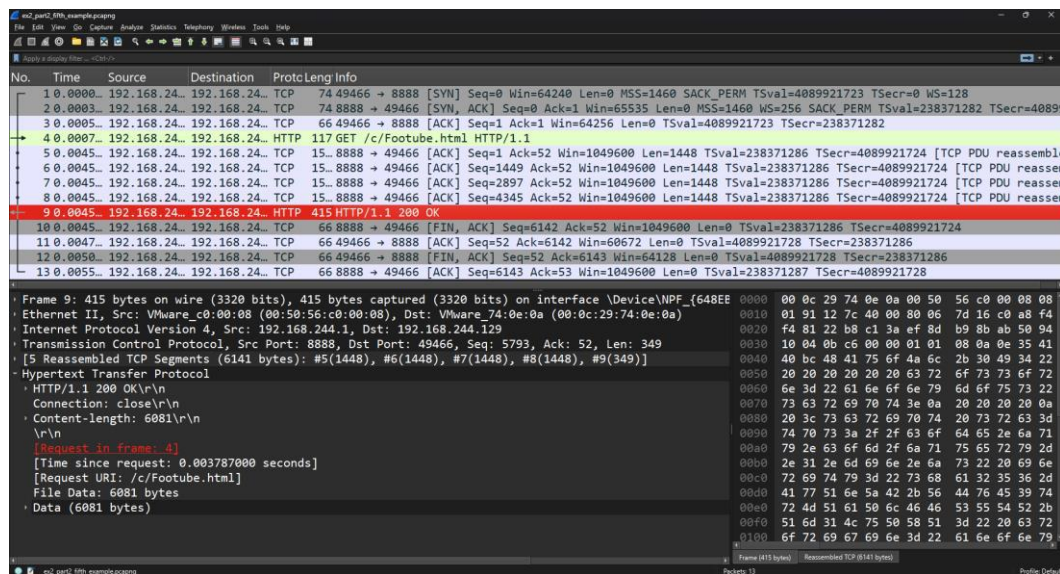 ex2_part2_fifth_example.pcapng
File Edit View Go Capture Analyze Statistics Telephony Wireless Tools Help
Apply a display filter ... <Ctrl-/>
No. Time Source Destination Protc Leng Info
1 0.0000… 192.168.24… 192.168.24… TCP 74 49466 → 8888 [SYN] Seq=0 Win=64240 Len=0 MSS=1460 SACK_PERM TSval=4089921723 TSecr=0 WS=128
2 0.0003… 192.168.24… 192.168.24… TCP 74 8888 → 49466 [SYN, ACK] Seq=0 Ack=1 Win=65535 Len=0 MSS=1460 WS=256 SACK_PERM TSval=238371282 TSecr=4089
3 0.0005… 192.168.24… 192.168.24… TCP 66 49466 → 8888 [ACK] Seq=1 Ack=1 Win=64256 Len=0 TSval=4089921723 TSecr=238371282
4 0.0007… 192.168.24… 192.168.24… HTTP 117 GET /c/Footube.html HTTP/1.1
5 0.0045… 192.168.24… 192.168.24… TCP 15… 8888 → 49466 [ACK] Seq=1 Ack=52 Win=1049600 Len=1448 TSval=238371286 TSecr=4089921724 [TCP PDU reassembl
6 0.0045… 192.168.24… 192.168.24… TCP 15… 8888 → 49466 [ACK] Seq=1449 Ack=52 Win=1049600 Len=1448 TSval=238371286 TSecr=4089921724 [TCP PDU reasse
7 0.0045… 192.168.24… 192.168.24… TCP 15… 8888 → 49466 [ACK] Seq=2897 Ack=52 Win=1049600 Len=1448 TSval=238371286 TSecr=4089921724 [TCP PDU reasse
8 0.0045… 192.168.24… 192.168.24… TCP 15… 8888 → 49466 [ACK] Seq=4345 Ack=52 Win=1049600 Len=1448 TSval=238371286 TSecr=4089921724 [TCP PDU reasse
9 0.0045… 192.168.24… 192.168.24… HTTP 415 HTTP/1.1 200 OK
10 0.0045… 192.168.24… 192.168.24… TCP 66 8888 → 49466 [FIN, ACK] Seq=6142 Ack=52 Win=1049600 Len=0 TSval=238371286 TSecr=4089921724
11 0.0047… 192.168.24… 192.168.24… TCP 66 49466 → 8888 [ACK] Seq=52 Ack=6142 Win=60672 Len=0 TSval=4089921728 TSecr=238371286
12 0.0050… 192.168.24… 192.168.24… TCP 66 49466 → 8888 [FIN, ACK] Seq=52 Ack=6143 Win=64128 Len=0 TSval=4089921728 TSecr=238371286
13 0.0055… 192.168.24… 192.168.24… TCP 66 8888 → 49466 [ACK] Seq=6143 Ack=53 Win=1049600 Len=0 TSval=238371287 TSecr=4089921728
Frame 9: 415 bytes on wire (3320 bits), 415 bytes captured (3320 bits) on interface \Device\NPF_{648EE
Ethernet II, Src: VMware_c0:00:08 (00:50:56:c0:00:08), Dst: VMware_74:0e:0a (00:0c:29:74:0e:0a)
Internet Protocol Version 4, Src: 192.168.244.1, Dst: 192.168.244.129
Transmission Control Protocol, Src Port: 8888, Dst Port: 49466, Seq: 5793, Ack: 52, Len: 349
[5 Reassembled TCP Segments (6141 bytes): #5(1448), #6(1448), #7(1448), #8(1448), #9(349)]
Hypertext Transfer Protocol
HTTP/1.1 200 OK\r\n
Connection: close\r\n
Content-length: 6081\r\n
\r\n
[Request in frame: 4]
[Time since request: 0.003787000 seconds]
[Request URI: /c/Footube.html]
File Data: 6081 bytes
Data (6081 bytes)
0000 00 0c 29 74 0e 0a 00 50 56 c0 00 08 08
0010 01 91 12 7c 40 00 80 06 7d 16 c0 a8 f4
0020 f4 81 22 b8 c1 3a ef 8d b9 8b ab 50 94
0030 10 04 0b c6 00 00 01 01 08 0a 0e 35 41
0040 40 bc 48 41 75 6f 4a 6c 2b 30 49 34 22
0050 20 20 20 20 20 20 63 72 6f 73 73 6f 72
0060 6e 3d 22 61 6e 6f 6e 79 6d 6f 75 73 22
0070 73 63 72 69 70 74 3e 0a 20 20 20 20 0a
0080 20 3c 73 63 72 69 70 74 20 73 72 63 3d
0090 74 70 73 3a 2f 2f 63 6f 64 65 2e 6a 71
00a0 79 2e 63 6f 6d 2f 6a 71 75 65 72 79 2d
00b0 2e 31 2e 6d 69 6e 2e 6a 73 22 20 69 6e
00c0 72 69 74 79 3d 22 73 68 61 32 35 36 2d
00d0 41 77 51 6e 5a 42 2b 56 44 76 45 39 74
00e0 72 4d 51 61 50 6c 46 46 53 55 54 52 2b
00f0 51 6d 31 4c 75 50 58 51 3d 22 20 63 72
0100 6f 72 69 67 69 6e 3d 22 61 6e 6f 6e 79
Frame (415 bytes) Reassembled TCP (6141 bytes)
ex2_part2_fifth_example.pcapng Packets: 13 Profile: Defau